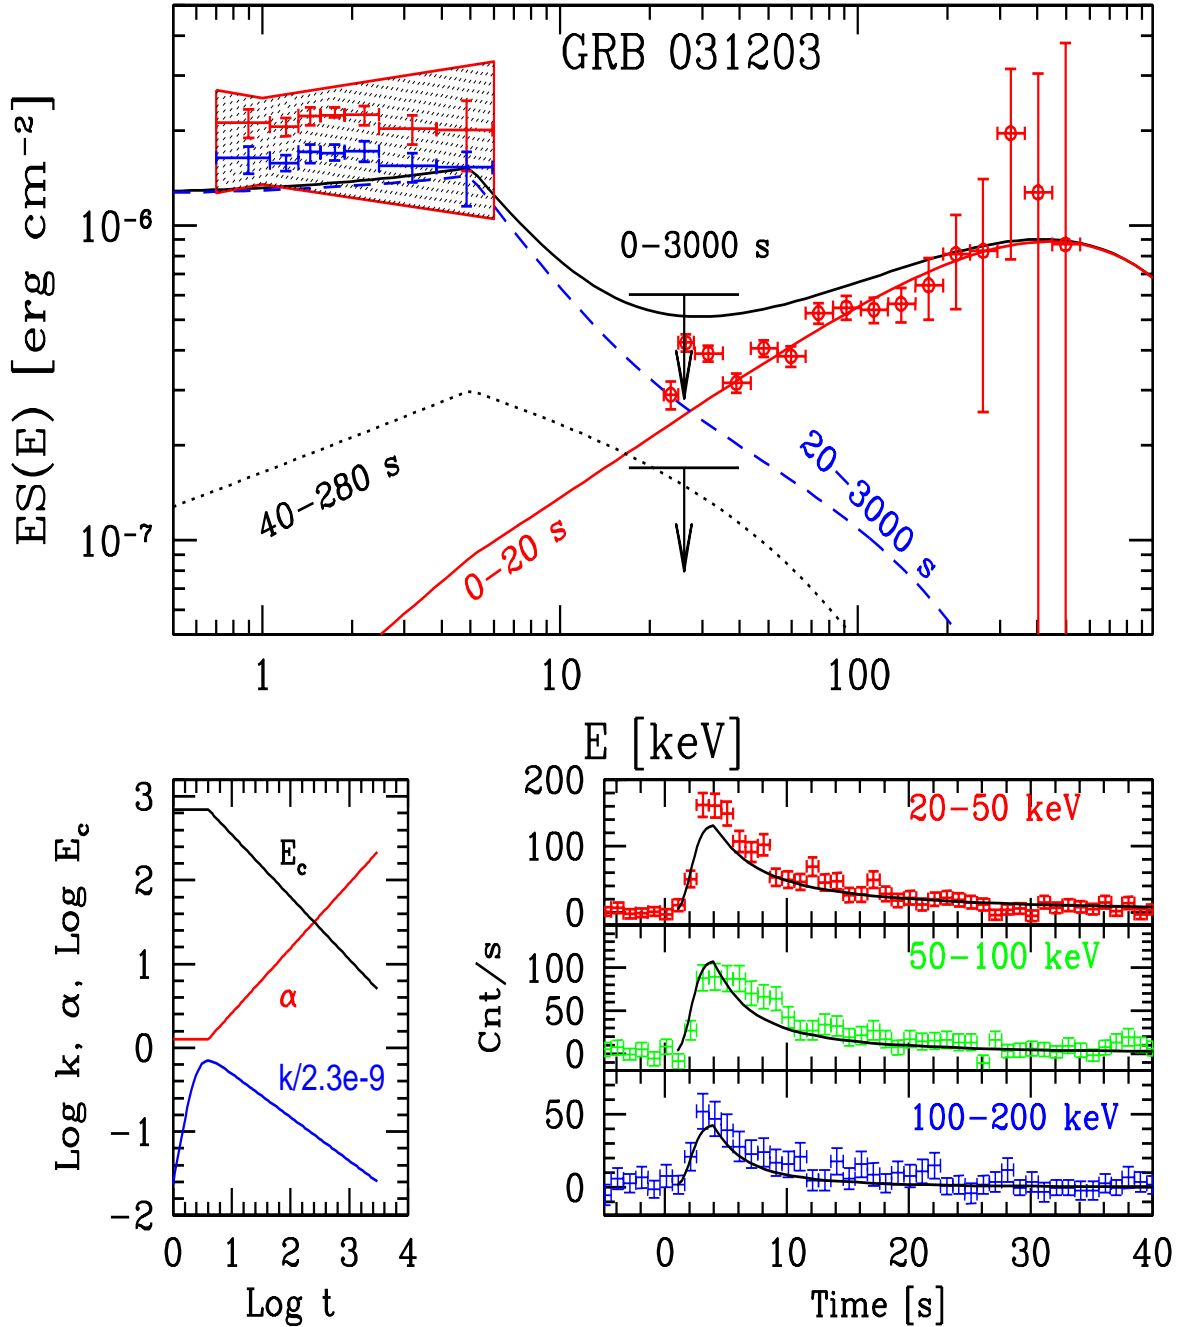 GRB 031203
ES(E) [erg cm⁻²]
10⁻⁶
10⁻⁷
0-3000 s
40-280 s
0-20 s
20-3000 s
1 10 100
E [keV]
Log k, α, Log E_c
3
2
1
0
-1
-2
E_c
α
k/2.3e-9
0 1 2 3 4
Log t
Cnt/s
200
100
0
20-50 keV
100
50
0
50-100 keV
50
0
100-200 keV
0 10 20 30 40
Time [s]